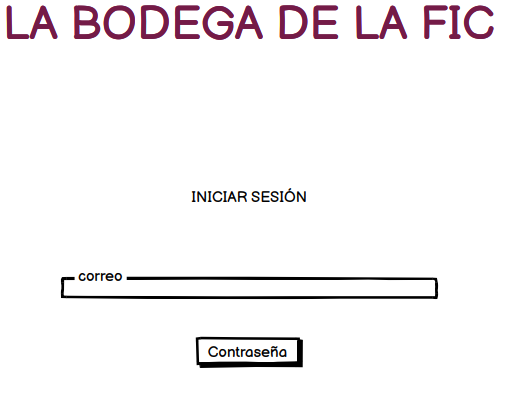 LA BODEGA DE LA FIC
INICIAR SESIÓN
correo
Contraseña